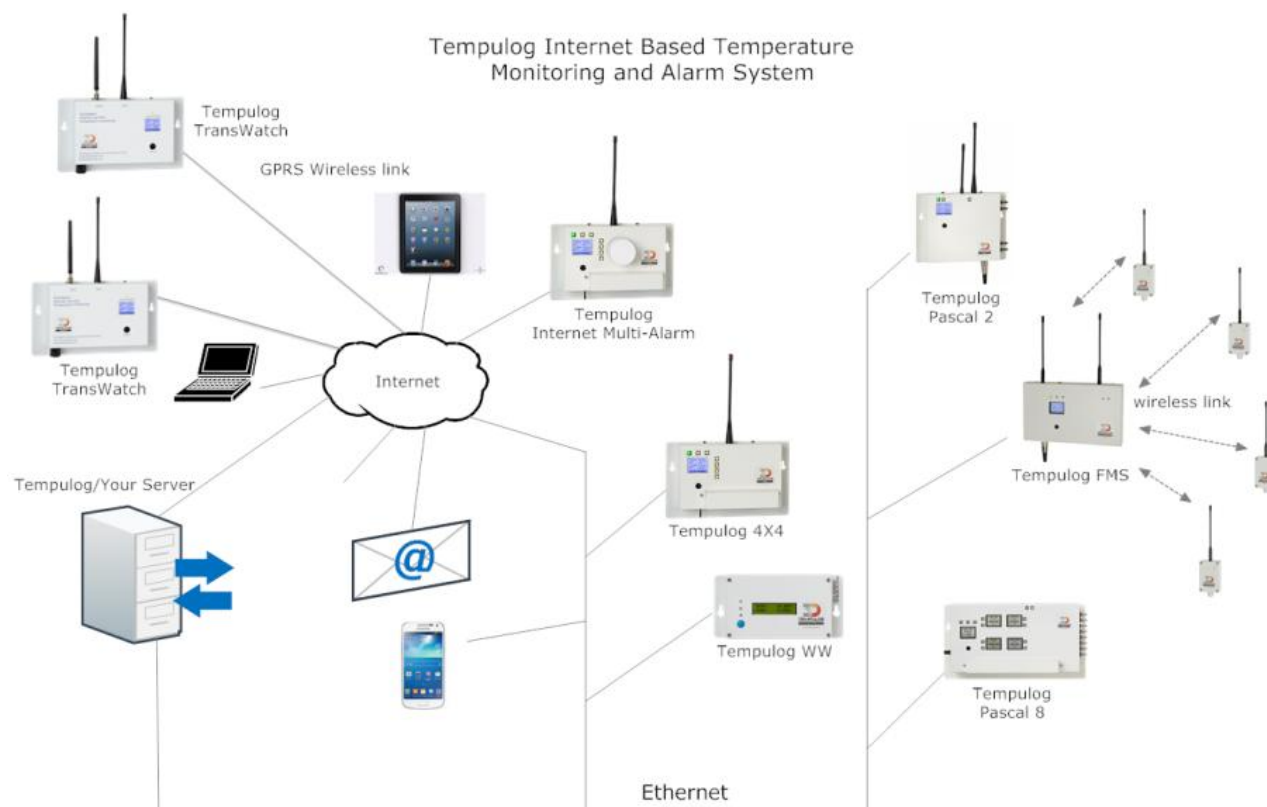 Tempulog Internet Based Temperature
Monitoring and Alarm System
Tempulog
TransWatch
GPRS Wireless link
Tempulog
Internet Multi-Alarm
Tempulog
Pascal 2
Tempulog
TransWatch
Internet
wireless link
Tempulog FMS
Tempulog/Your Server
Tempulog 4X4
@
Tempulog WW
Tempulog
Pascal 8
Ethernet